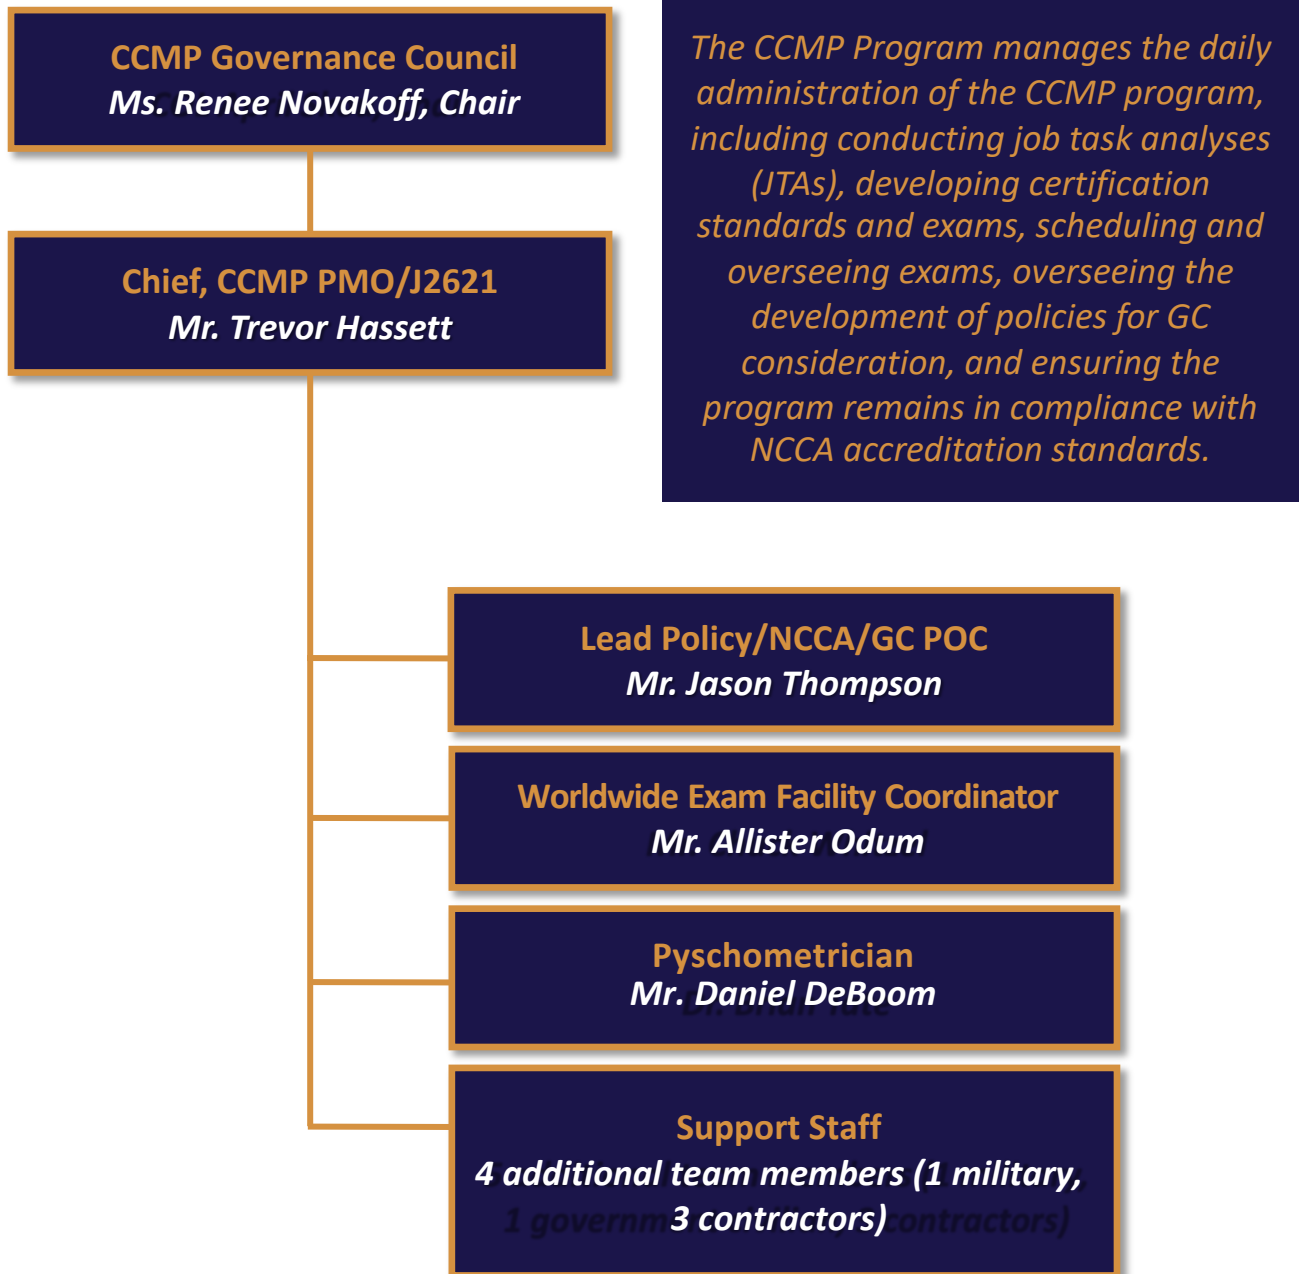 CCMP Governance Council
Ms. Renee Novakoff, Chair
Chief, CCMP PMO/J2621
Mr. Trevor Hassett
The CCMP Program manages the daily
administration of the CCMP program,
including conducting job task analyses
(JTAs), developing certification
standards and exams, scheduling and
overseeing exams, overseeing the
development of policies for GC
consideration, and ensuring the
program remains in compliance with
NCCA accreditation standards.
Lead Policy/NCCA/GC POC
Mr. Jason Thompson
Worldwide Exam Facility Coordinator
Mr. Allister Odum
Pyschometrician
Mr. Daniel DeBoom
Support Staff
4 additional team members (1 military,
3 contractors)